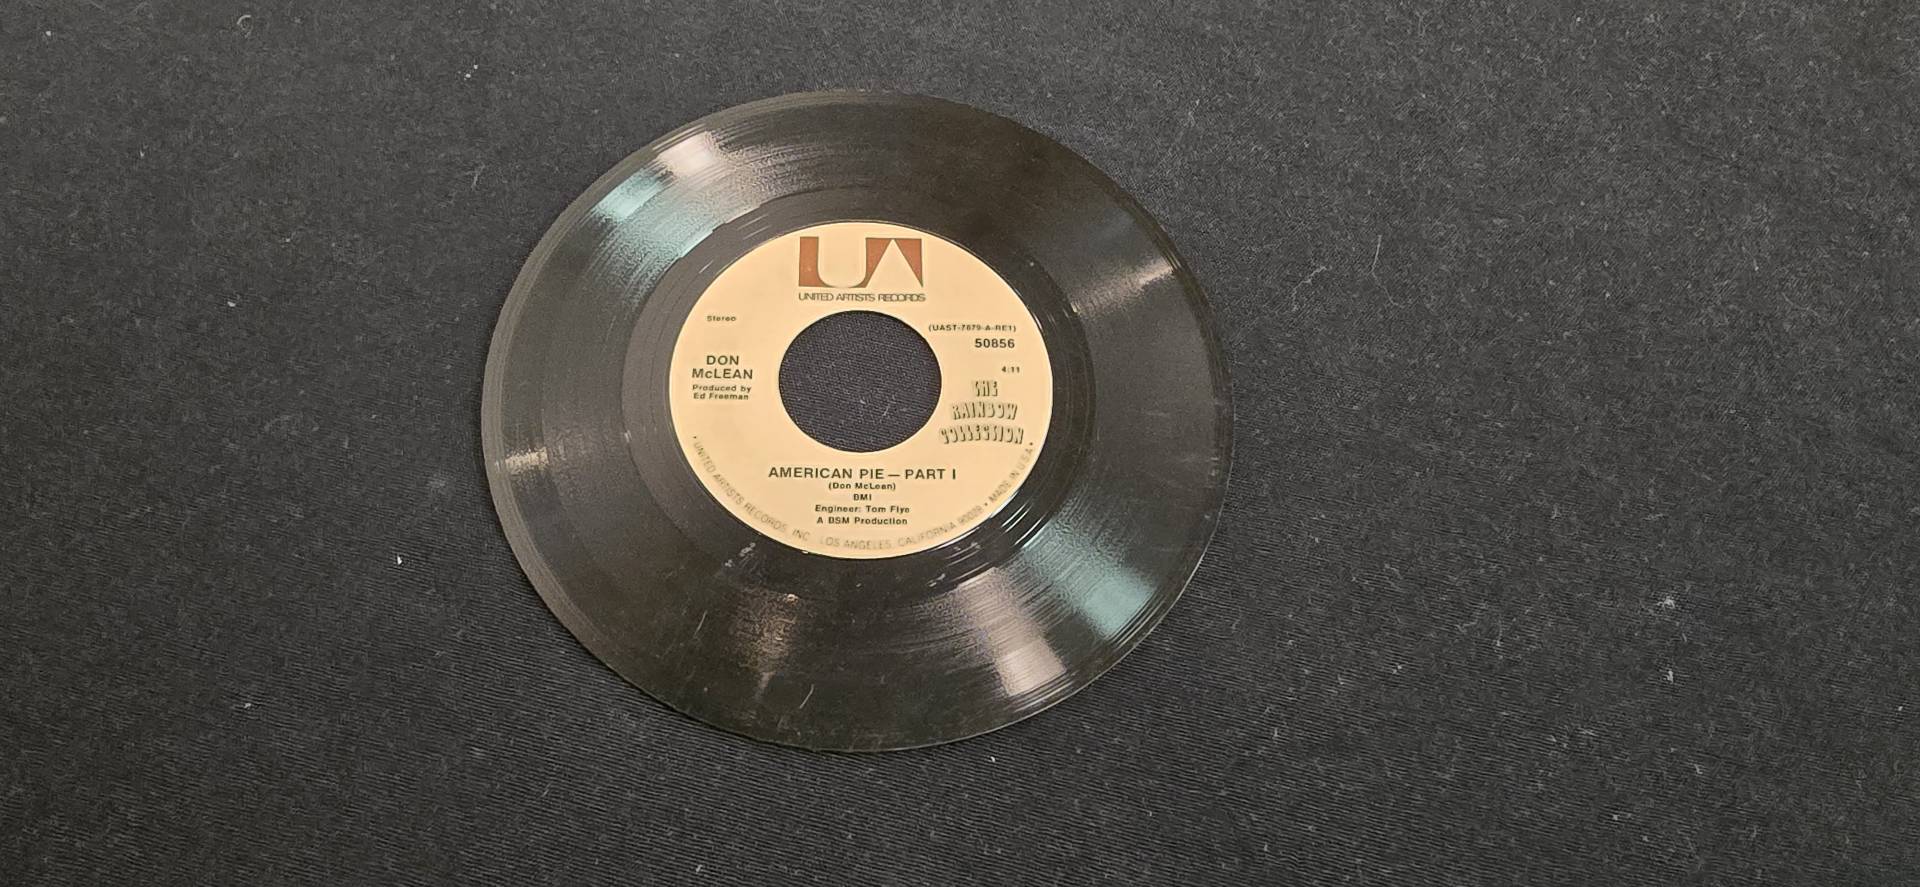 UA
UNITED ARTISTS RECORDS
Stereo
(UAST-7879-A-RE1)
50856
DON
McLEAN
Produced by
Ed Freeman
4:11
THE
RAINBOW
COLLECTION
AMERICAN PIE — PART I
(Don McLean)
BMI
Engineer: Tom Flye
A BSM Production
• UNITED ARTISTS RECORDS, INC. LOS ANGELES, CALIFORNIA 90028 • MADE IN U.S.A. •